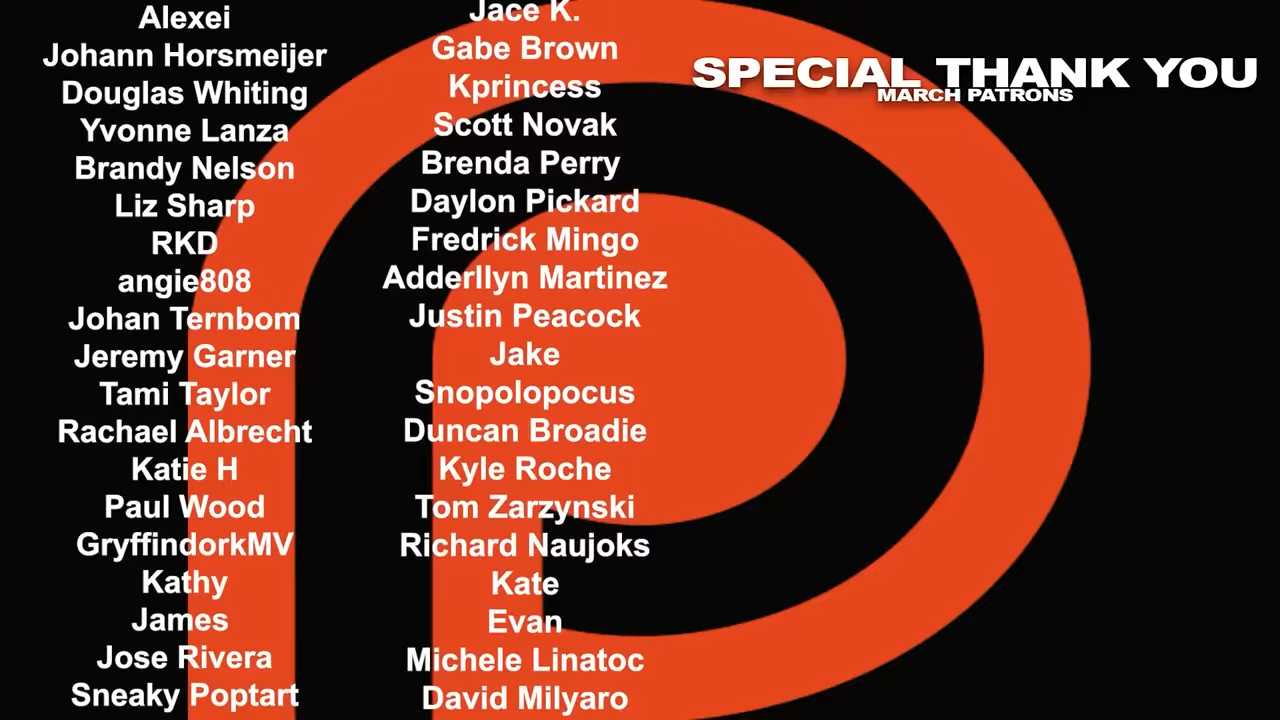 Alexei
Johann Horsmeijer
Douglas Whiting
Yvonne Lanza
Brandy Nelson
Liz Sharp
RKD
angie808
Johan Ternbom
Jeremy Garner
Tami Taylor
Rachael Albrecht
Katie H
Paul Wood
GryffindorkMV
Kathy
James
Jose Rivera
Sneaky Poptart
Jace K.
Gabe Brown
Kprincess
Scott Novak
Brenda Perry
Daylon Pickard
Fredrick Mingo
Adderllyn Martinez
Justin Peacock
Jake
Snopolopocus
Duncan Broadie
Kyle Roche
Tom Zarzynski
Richard Naujoks
Kate
Evan
Michele Linatoc
David Milyaro
SPECIAL THANK YOU
MARCH PATRONS